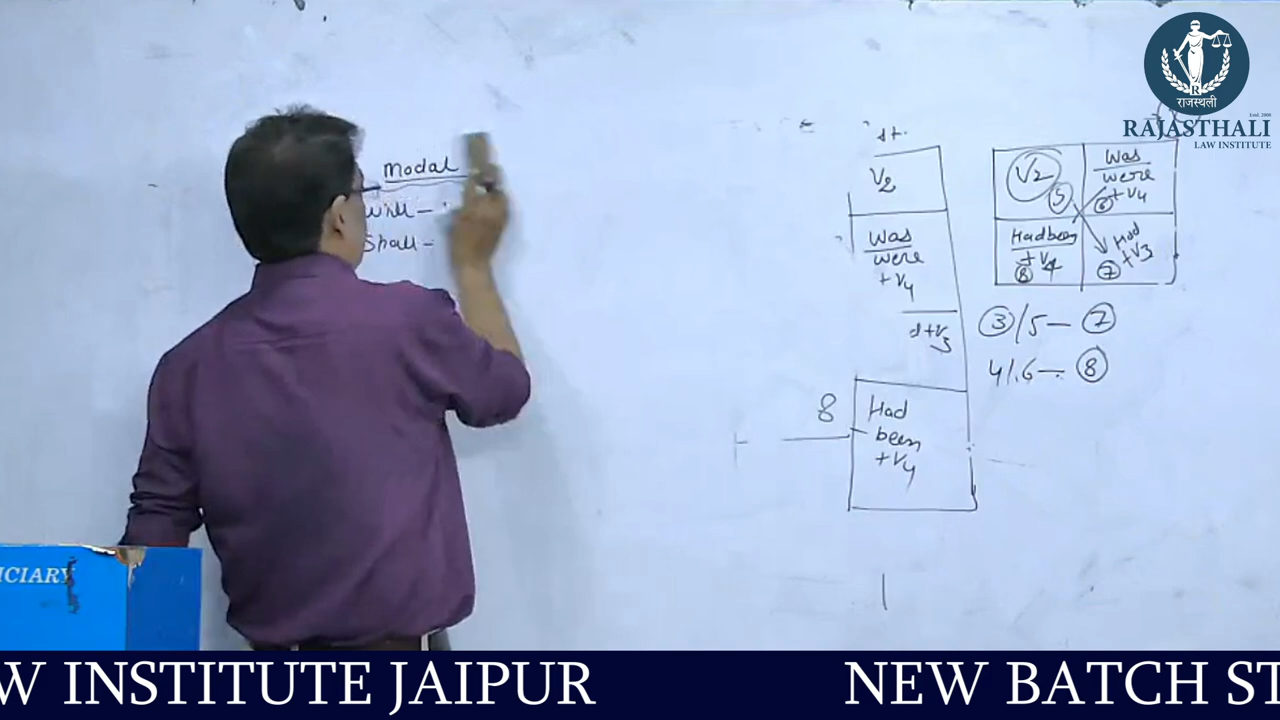 राजस्थली
Estd. 2000
RAJASTHALI
LAW INSTITUTE
Modal
Will –
Shall –
V2
Was
were
+ V4
d+V3
8
Had
been
+V4
V2
5
Was
were
+V4
6
Had been
+ V4
8
Had
+V3
7
3/5 — 7
4/6 — 8
ICIARY
W INSTITUTE JAIPUR NEW BATCH ST